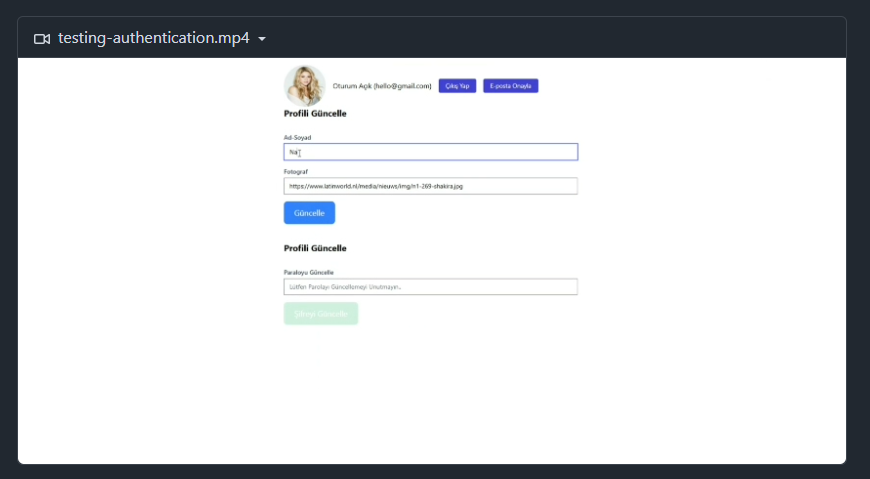 testing-authentication.mp4
Oturum Açık (hello@gmail.com) Çıkış Yap E-posta Onayla
Profili Güncelle
Ad-Soyad
Na
Fotograf
https://www.latinworld.nl/media/nieuws/img/n1-269-shakira.jpg
Güncelle
Profili Güncelle
Parolayı Güncelle
Lütfen Parolayı Güncellemeyi Unutmayın..
Şifreyi Güncelle